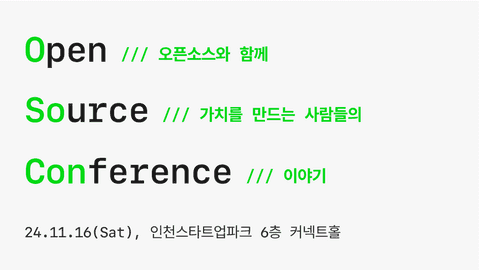 Open /// 오픈소스와 함께
Source /// 가치를 만드는 사람들의
Conference /// 이야기
24.11.16(Sat), 인천스타트업파크 6층 커넥트홀